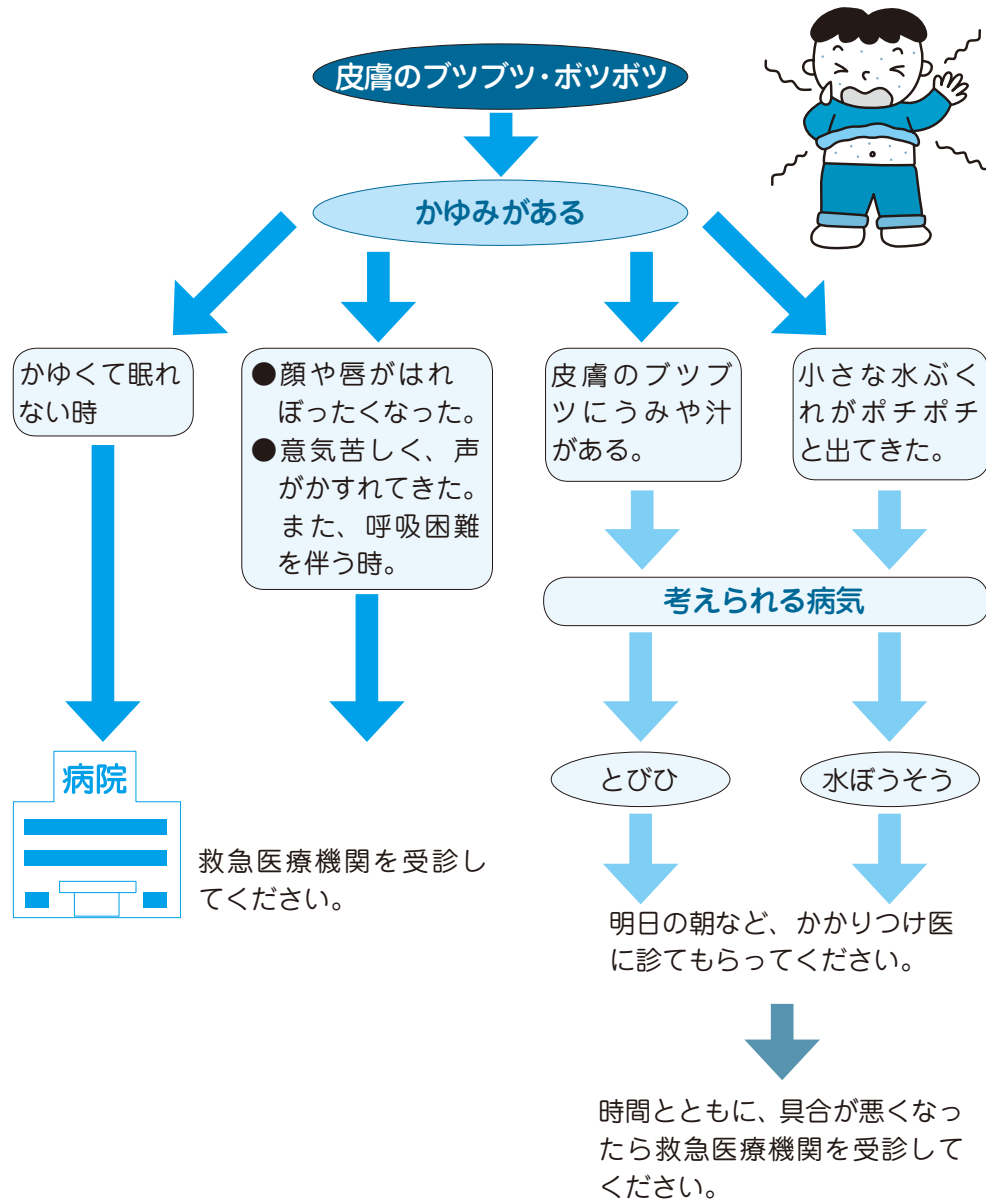 皮膚のブツブツ・ボツボツ
かゆみがある
かゆくて眠れ
ない時
●顔や唇がはれ
ぼったくなった。
●意気苦しく、声
がかすれてきた。
また、呼吸困難
を伴う時。
皮膚のブツブ
ツにうみや汁
がある。
小さな水ぶく
れがポチポチ
と出てきた。
考えられる病気
とびひ
水ぼうそう
病院
救急医療機関を受診し
てください。
明日の朝など、かかりつけ医
に診てもらってください。
時間とともに、具合が悪くなっ
たら救急医療機関を受診して
ください。